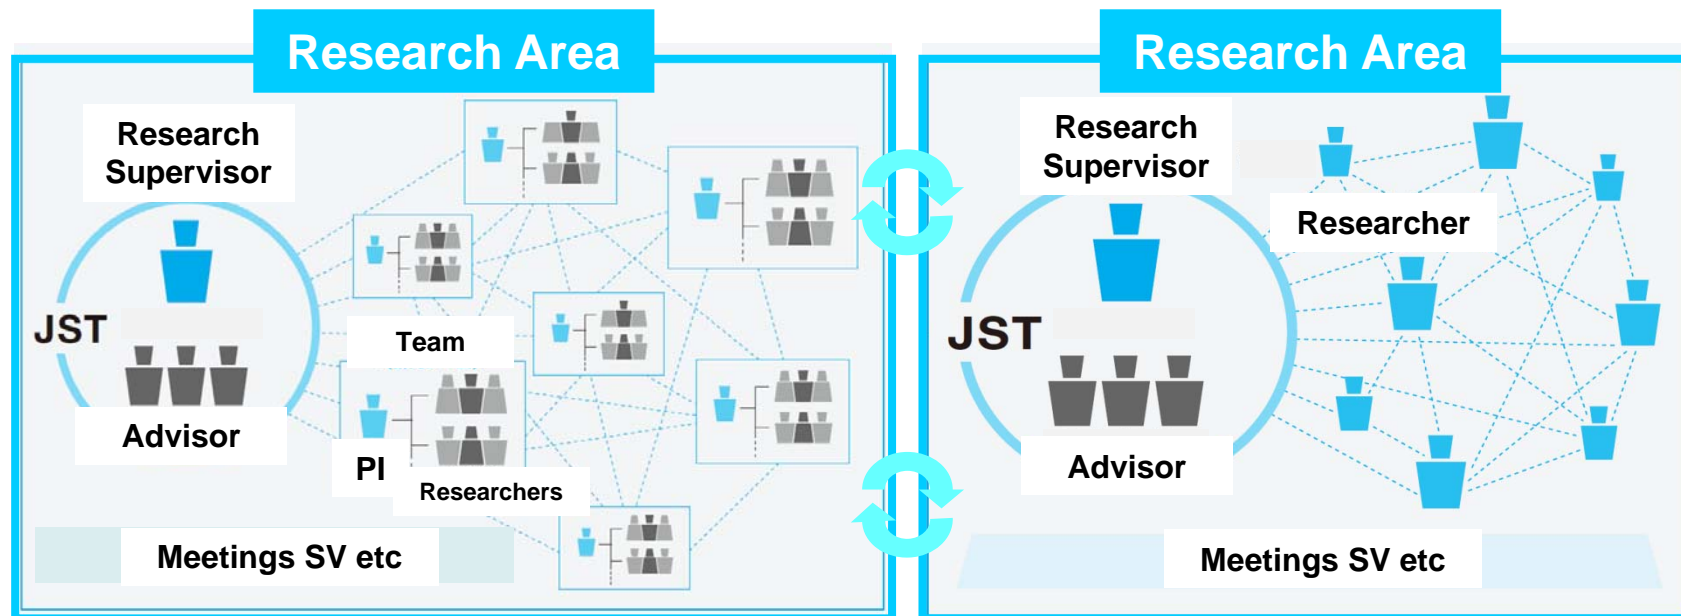 Research Area
Research
Supervisor
JST
Advisor
Team
PI
Researchers
Meetings SV etc
Research Area
Research
Supervisor
Researcher
JST
Advisor
Meetings SV etc